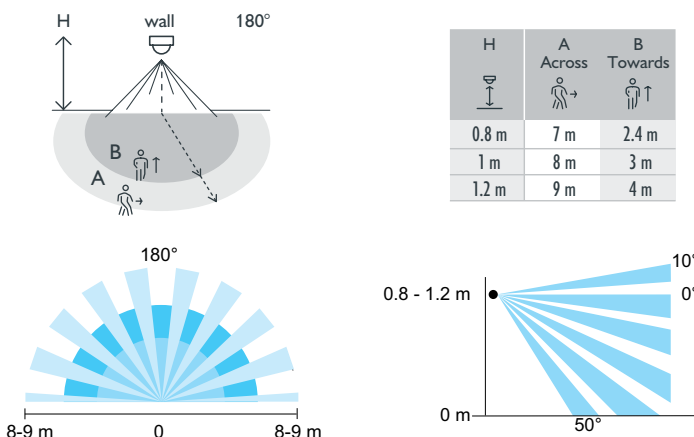 H wall 180°
B
A
H A B
Across Towards
0.8 m 7 m 2.4 m
1 m 8 m 3 m
1.2 m 9 m 4 m
180°
8-9 m 0 8-9 m
10°
0.8 - 1.2 m 0°
0 m
50°